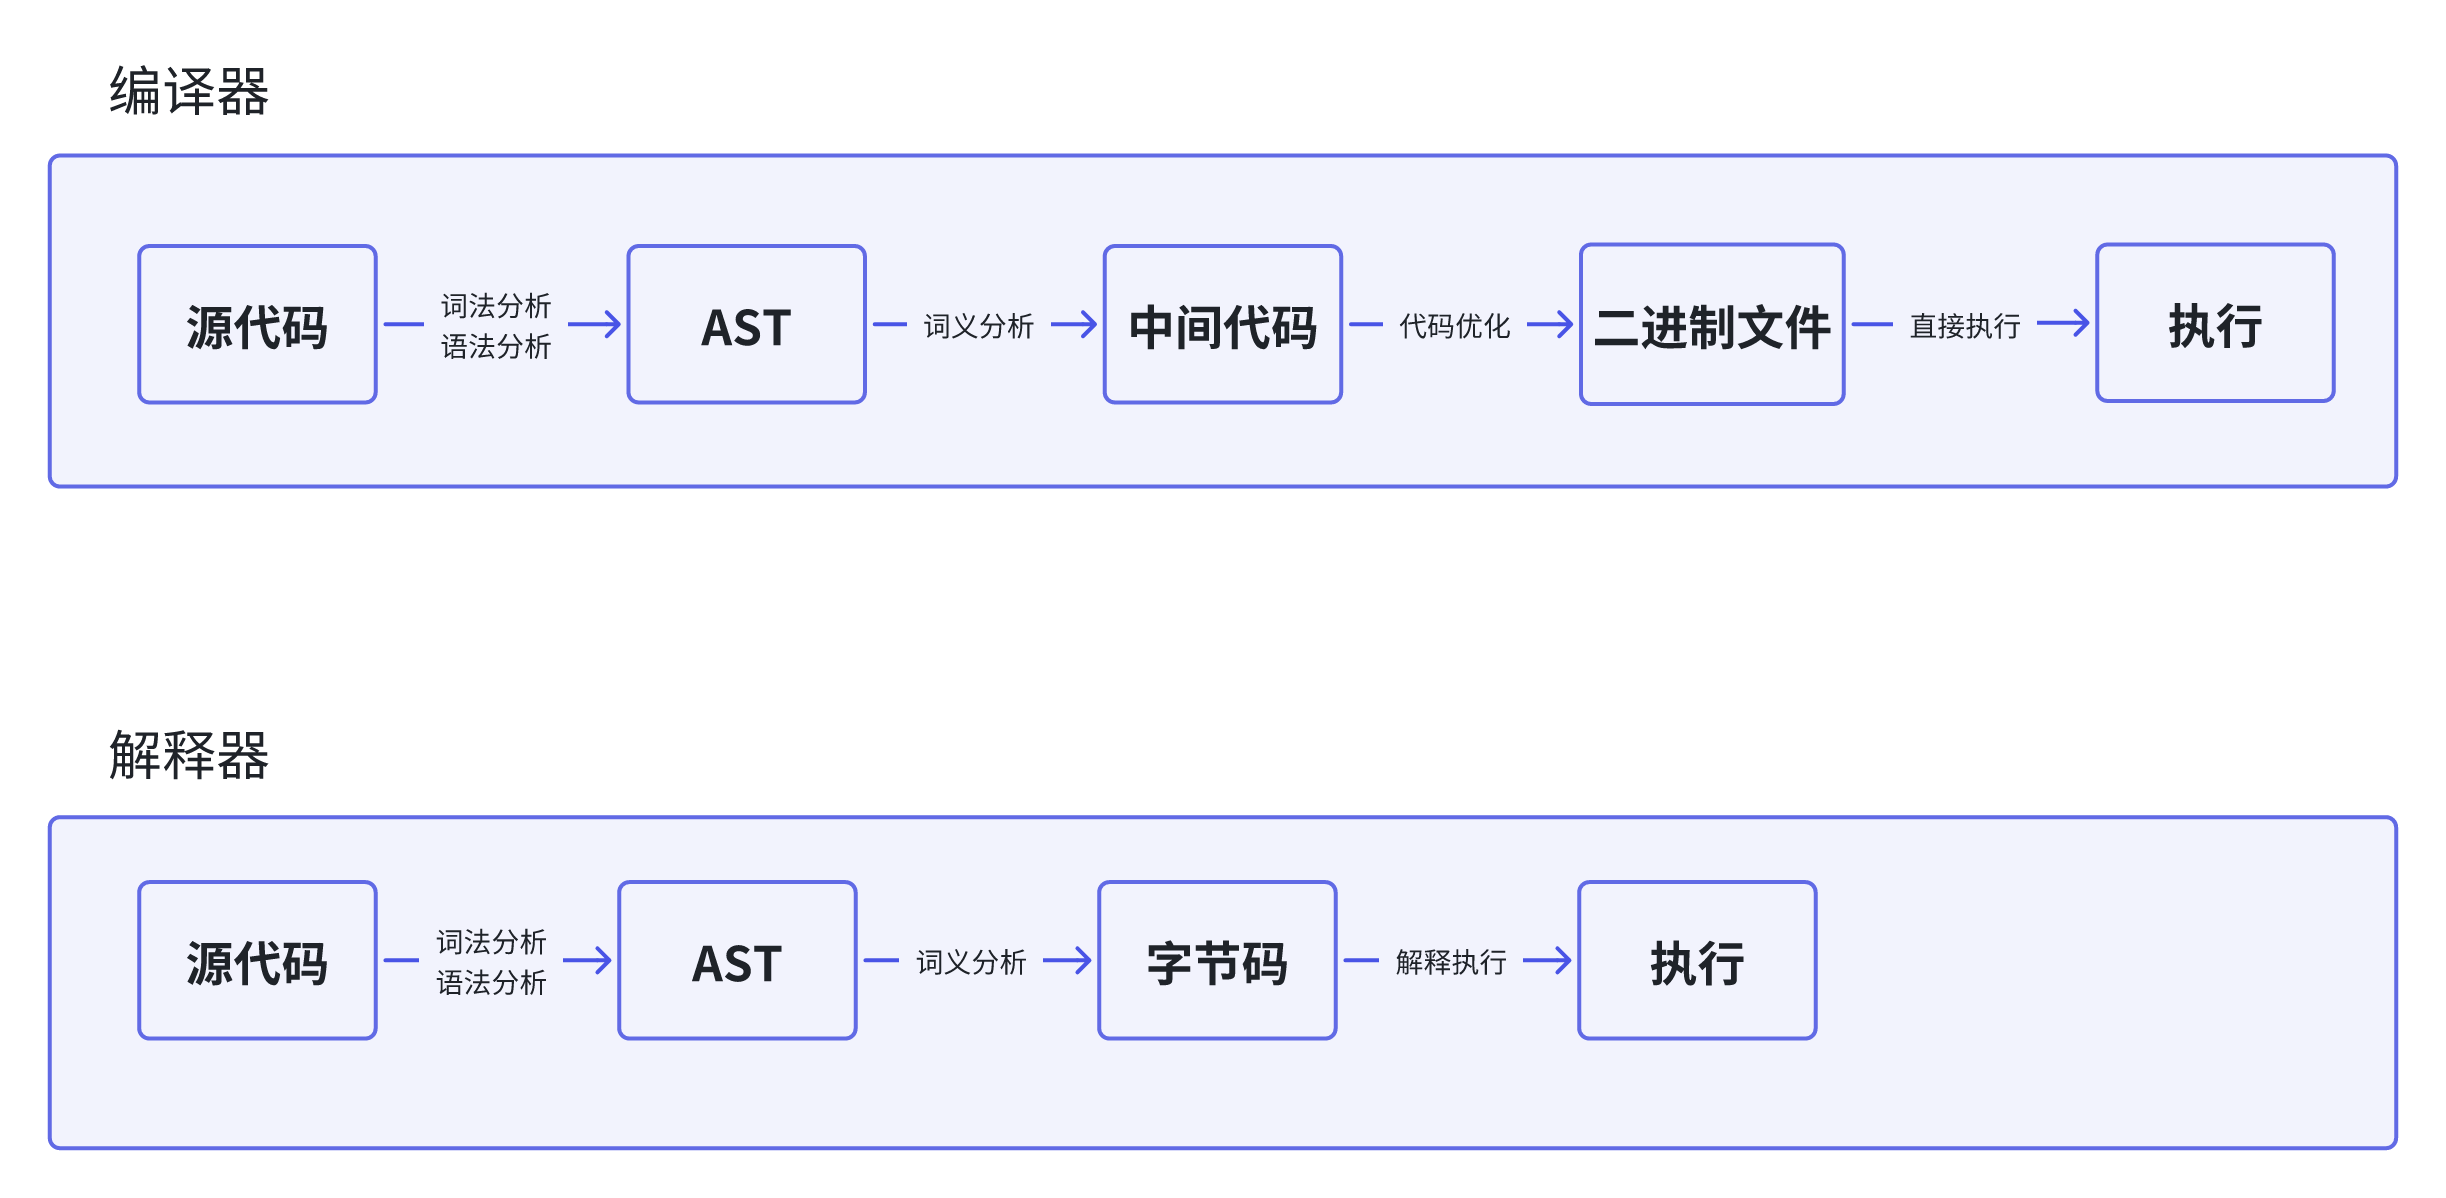 编译器
源代码
词法分析
语法分析
AST
词义分析
中间代码
代码优化
二进制文件
直接执行
执行
解释器
源代码
词法分析
语法分析
AST
词义分析
字节码
解释执行
执行